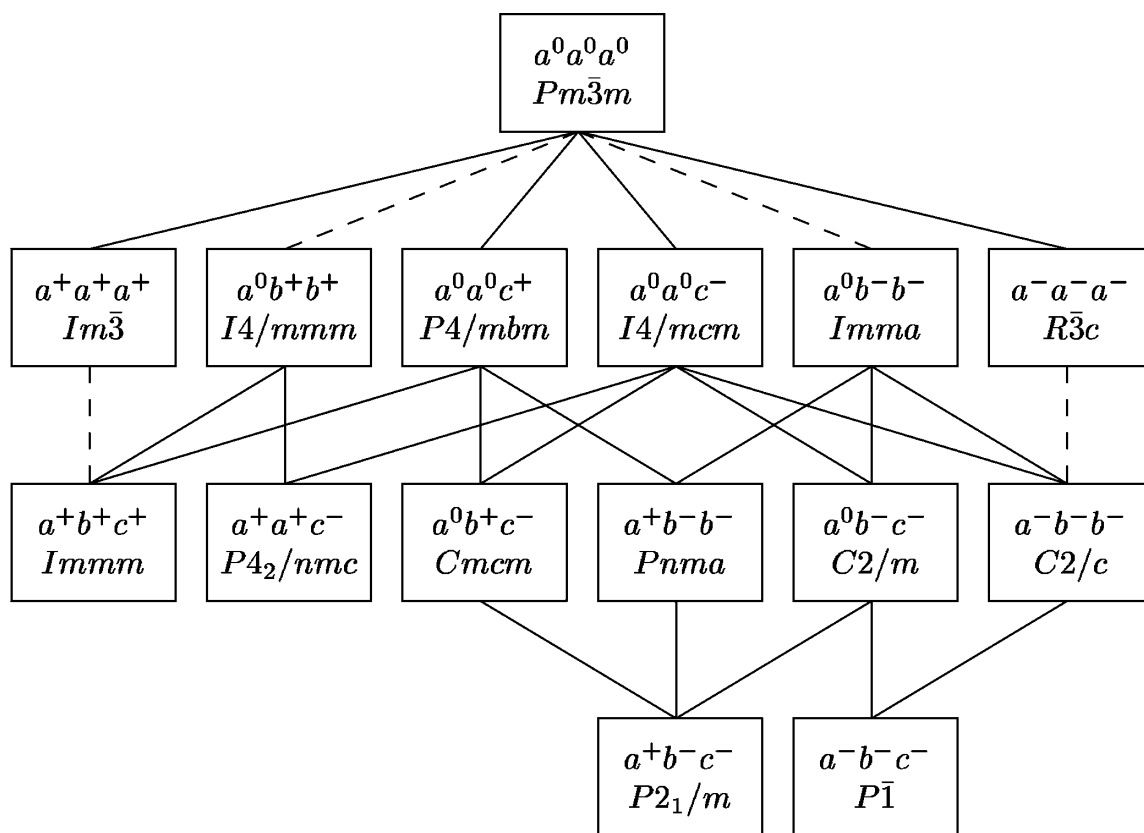 a⁰a⁰a⁰
Pm3̄m
a⁺a⁺a⁺
Im3̄
a⁰b⁺b⁺
I4/mmm
a⁰a⁰c⁺
P4/mbm
a⁰a⁰c⁻
I4/mcm
a⁰b⁻b⁻
Imma
a⁻a⁻a⁻
R3̄c
a⁺b⁺c⁺
Immm
a⁺a⁺c⁻
P4₂/nmc
a⁰b⁺c⁻
Cmcm
a⁺b⁻b⁻
Pnma
a⁰b⁻c⁻
C2/m
a⁻b⁻b⁻
C2/c
a⁺b⁻c⁻
P2₁/m
a⁻b⁻c⁻
P1̄